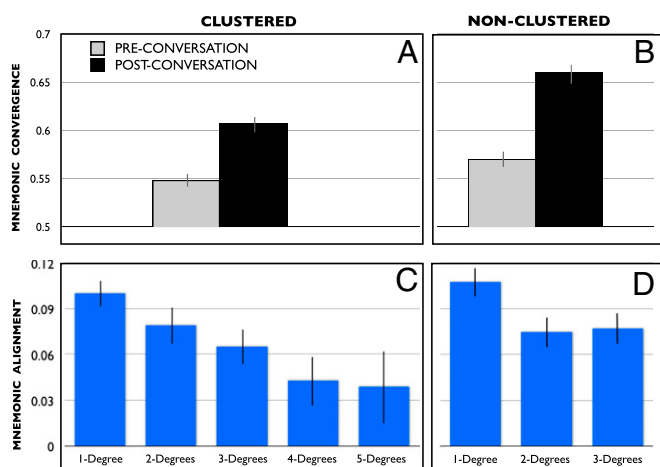 CLUSTERED
NON-CLUSTERED
MNEMONIC CONVERGENCE
0.7
0.65
0.6
0.55
0.5
PRE-CONVERSATION
POST-CONVERSATION
A
B
MNEMONIC ALIGNMENT
0.12
0.09
0.06
0.03
0
C
D
1-Degree 2-Degrees 3-Degrees 4-Degrees 5-Degrees
1-Degree 2-Degrees 3-Degrees